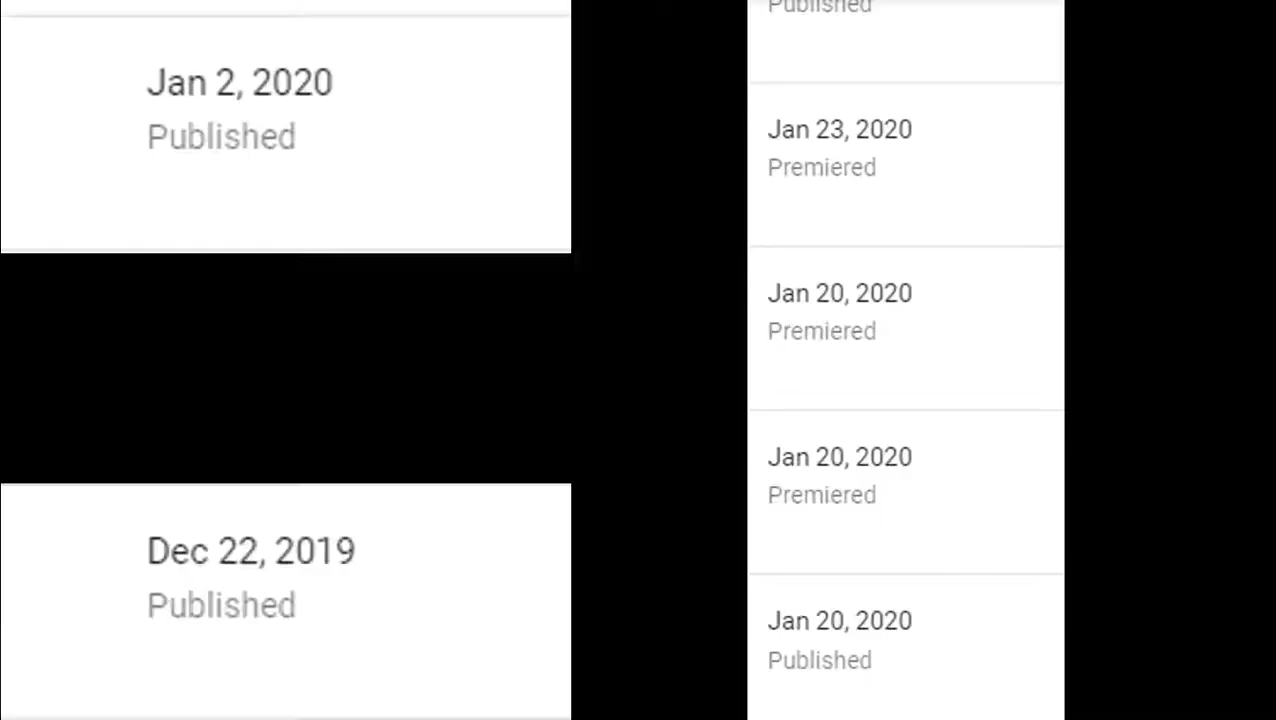 Jan 2, 2020
Published
Dec 22, 2019
Published
Published
Jan 23, 2020
Premiered
Jan 20, 2020
Premiered
Jan 20, 2020
Premiered
Jan 20, 2020
Published